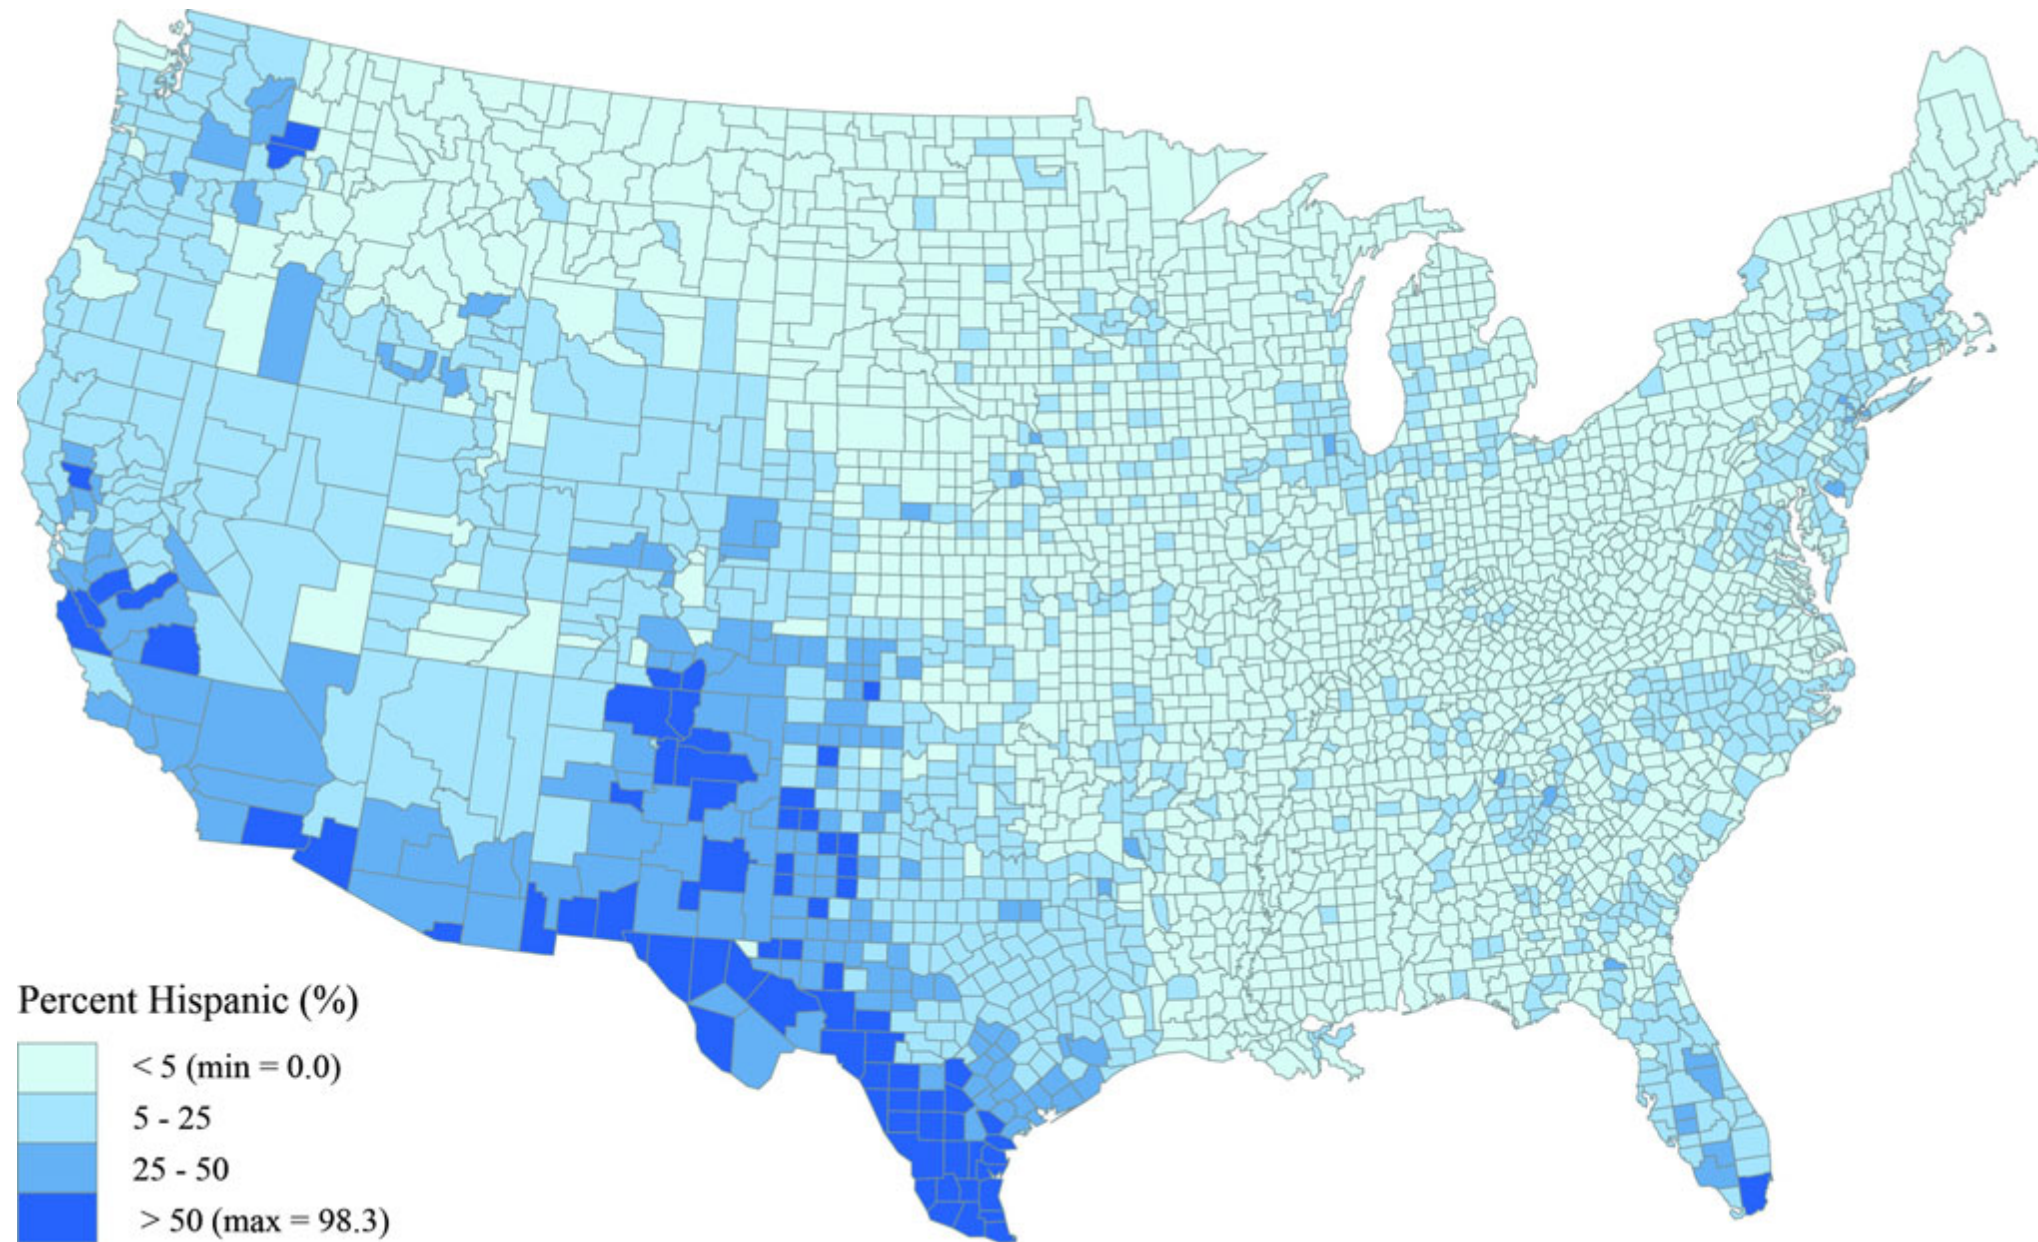 Percent Hispanic (%)
< 5 (min = 0.0)
5 - 25
25 - 50
> 50 (max = 98.3)